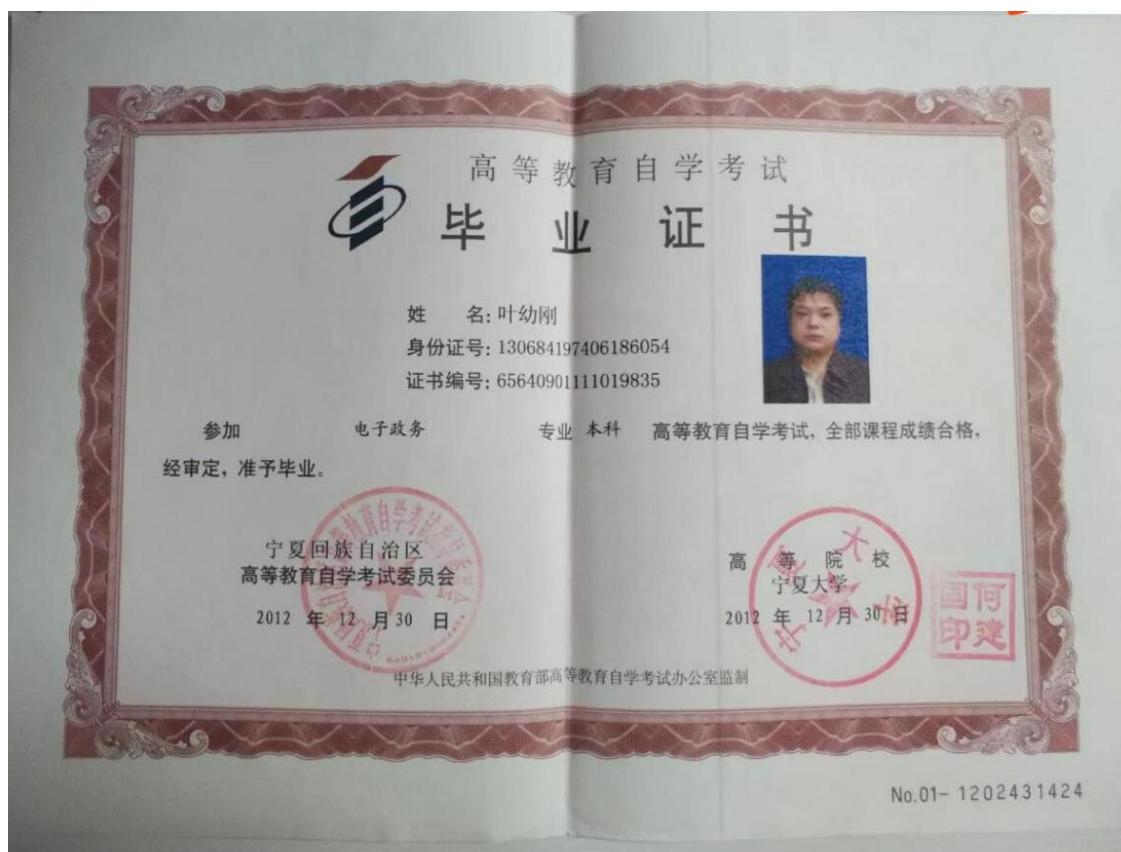 高等教育自学考试
毕业证书
姓 名：叶幼刚
身份证号：130684197406186054
证书编号：65640901111019835
参加 电子政务 专业 本科 高等教育自学考试，全部课程成绩合格，
经审定，准予毕业。
宁夏回族自治区
高等教育自学考试委员会
2012 年 12 月 30 日
高等院校
宁夏大学
2012 年 12 月 30 日
宁夏大学
何建国印
中华人民共和国教育部高等教育自学考试办公室监制
No.01- 1202431424